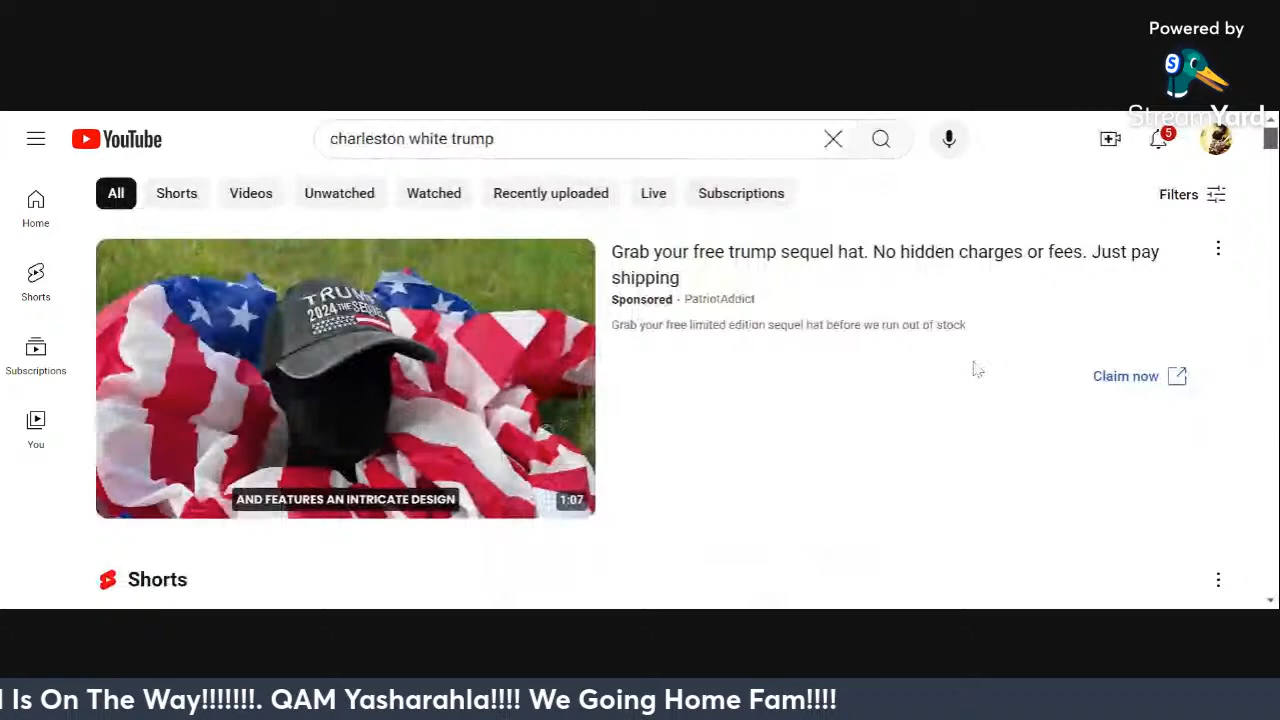 Powered by
S
StreamYard
YouTube
charleston white trump
5
All
Shorts
Videos
Unwatched
Watched
Recently uploaded
Live
Subscriptions
Filters
Home
Shorts
Subscriptions
You
TRUMP
2024 THE SEQUEL
AND FEATURES AN INTRICATE DESIGN
1:07
Grab your free trump sequel hat. No hidden charges or fees. Just pay
shipping
Sponsored · PatriotAddict
Grab your free limited edition sequel hat before we run out of stock
Claim now
Shorts
Is On The Way!!!!!!!. QAM Yasharahla!!!! We Going Home Fam!!!!